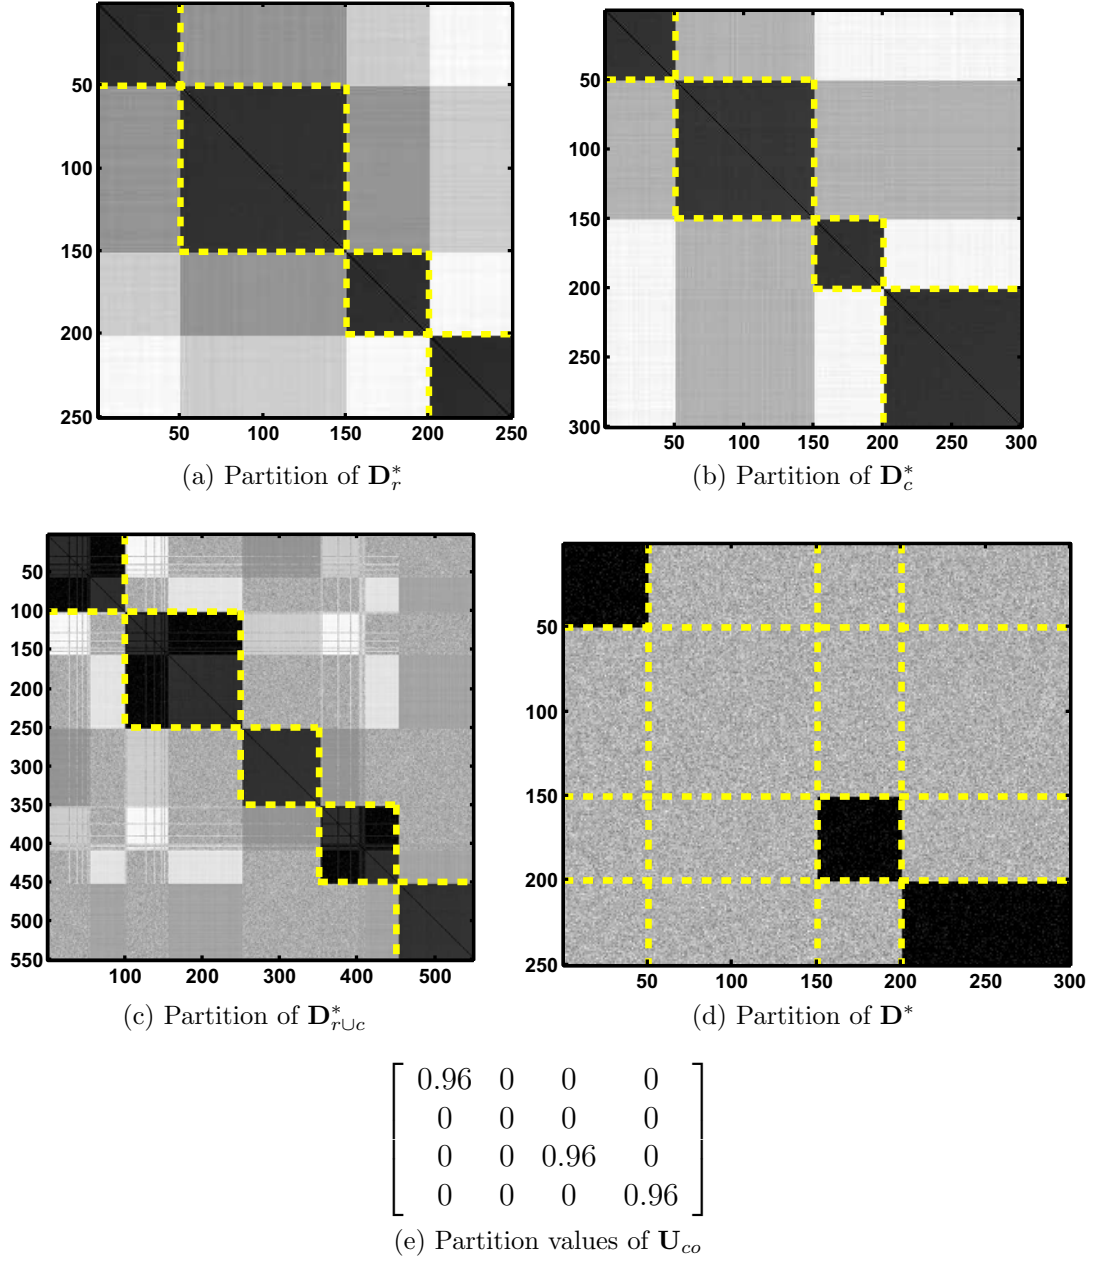 50
100
150
200
250
50 100 150 200 250
(a) Partition of D*r
50
100
150
200
250
300
50 100 150 200 250 300
(b) Partition of D*c
50
100
150
200
250
300
350
400
450
500
550
100 200 300 400 500
(c) Partition of D*r∪c
50
100
150
200
250
50 100 150 200 250 300
(d) Partition of D*
0.96 0 0 0
0 0 0 0
0 0 0.96 0
0 0 0 0.96
(e) Partition values of Uco